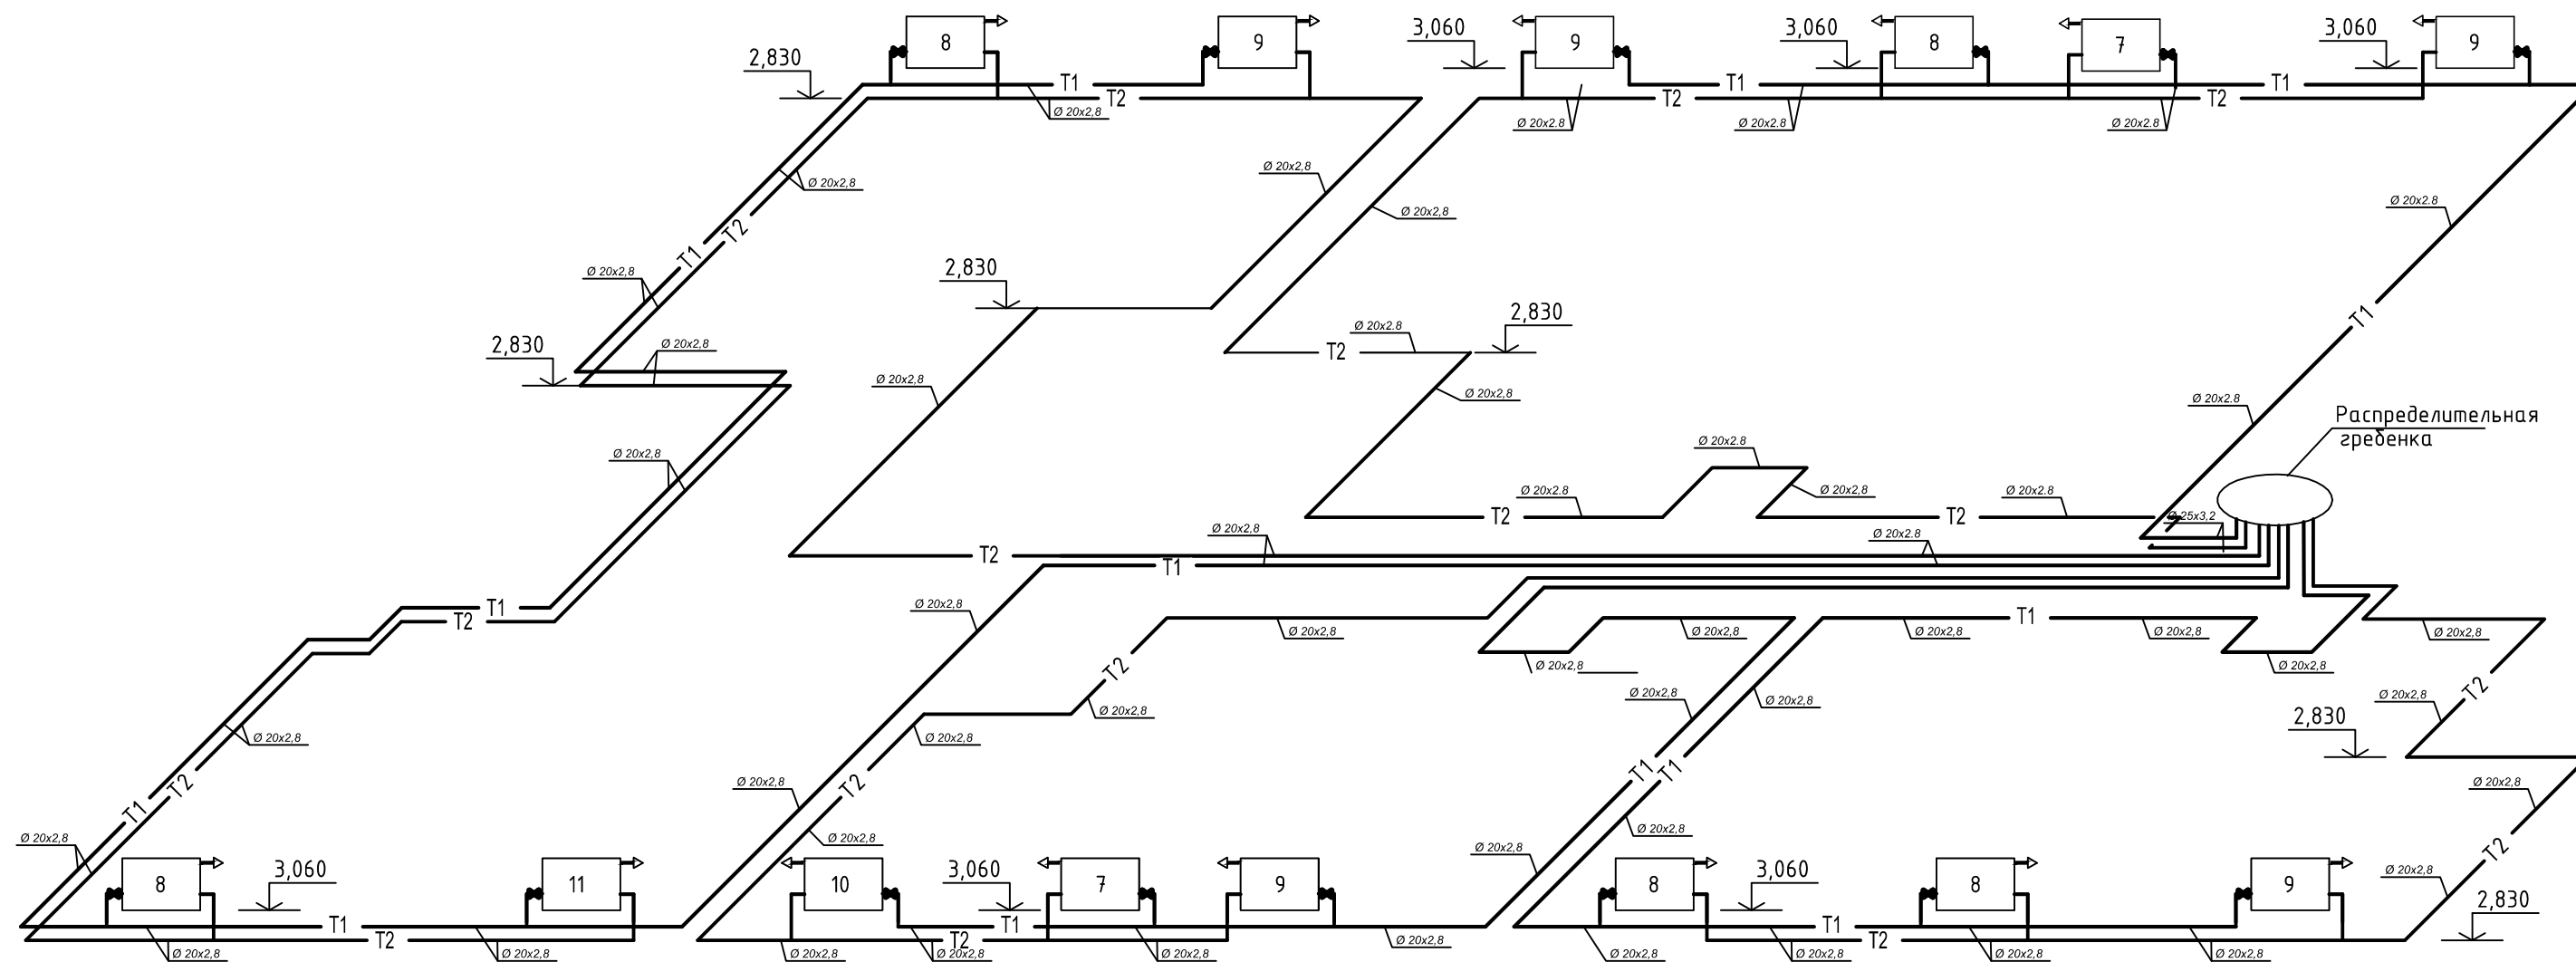 8
9
3,060
9
3,060
8
7
3,060
9
2,830
T1
T2
Ø 20x2,8
T2
T1
T2
T1
Ø 20x2.8
Ø 20x2.8
Ø 20x2.8
Ø 20x2,8
Ø 20x2,8
Ø 20x2,8
Ø 20x2.8
T1
T2
Ø 20x2,8
2,830
2,830
T1
2,830
Ø 20x2,8
Ø 20x2.8
T2
Ø 20x2,8
Ø 20x2,8
Ø 20x2.8
Распределительная
гребенка
Ø 20x2,8
Ø 20x2.8
Ø 20x2.8
Ø 20x2,8
Ø 20x2.8
T2
T2
Ø 25x3,2
Ø 20x2.8
Ø 20x2.8
T2
T1
T1
T2
Ø 20x2,8
Ø 20x2,8
Ø 20x2,8
Ø 20x2,8
T1
Ø 20x2,8
Ø 20x2,8
Ø 20x2,8
Ø 20x2,8
Ø 20x2,8
T2
Ø 20x2,8
Ø 20x2,8
Ø 20x2,8
Ø 20x2,8
T2
2,830
Ø 20x2,8
Ø 20x2,8
T1
T2
Ø 20x2,8
T2
T1
T1
Ø 20x2,8
Ø 20x2,8
Ø 20x2,8
Ø 20x2,8
Ø 20x2,8
T2
8
3,060
11
10
3,060
7
9
8
3,060
8
9
Ø 20x2,8
2,830
T1
T2
T1
T2
T1
T2
Ø 20x2,8
Ø 20x2,8
Ø 20x2,8
Ø 20x2,8
Ø 20x2,8
Ø 20x2,8
Ø 20x2,8
Ø 20x2,8
Ø 20x2,8
Ø 20x2,8